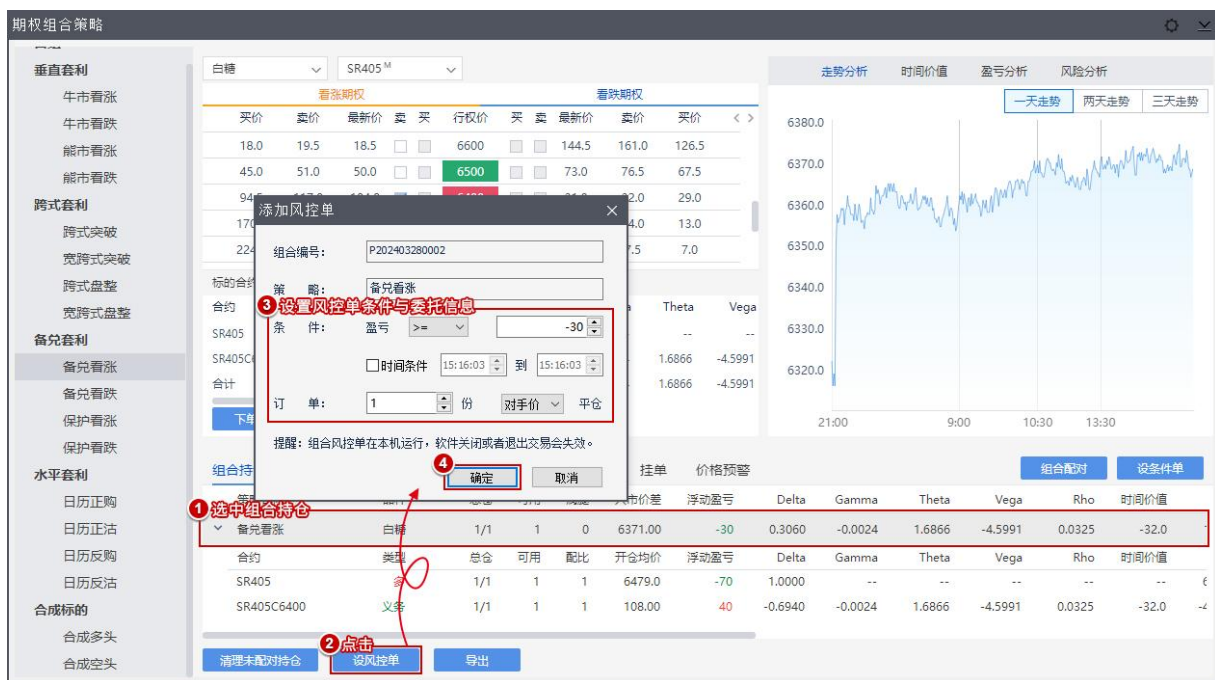 期权组合策略
垂直套利
牛市看涨
牛市看跌
熊市看涨
熊市看跌
跨式套利
跨式突破
宽跨式突破
跨式盘整
宽跨式盘整
备兑套利
备兑看涨
备兑看跌
保护看涨
保护看跌
水平套利
日历正购
日历正沽
日历反购
日历反沽
合成标的
合成多头
合成空头
白糖 SR405 M
看涨期权 看跌期权
买价 卖价 最新价 卖 买 行权价 买 卖 最新价 卖价 买价 < >
18.0 19.5 18.5 6600 144.5 161.0 126.5
45.0 51.0 50.0 6500 73.0 76.5 67.5
29.0
13.0
7.0
标的合约
合约 Theta Vega
SR405 -- --
1.6866 -4.5991
合计 1.6866 -4.5991
走势分析 时间价值 盈亏分析 风险分析
一天走势 两天走势 三天走势
6380.0
6370.0
6360.0
6350.0
6340.0
6330.0
6320.0
21:00 9:00 10:30 13:30
添加风控单 ×
组合编号: P202403280002
策 略: 备兑看涨
3 设置风控单条件与委托信息
条 件: 盈亏 >= -30
时间条件 15:16:03 到 15:16:03
订 单: 1 份 对手价 平仓
提醒：组合风控单在本机运行，软件关闭或者退出交易会失效。
4
确定 取消
挂单 价格预警 组合配对 设条件单
浮动盈亏 Delta Gamma Theta Vega Rho 时间价值
1 选中组合持仓
备兑看涨 白糖 1/1 1 0 6371.00 -30 0.3060 -0.0024 1.6866 -4.5991 0.0325 -32.0
合约 类型 总仓 可用 配比 开仓均价 浮动盈亏 Delta Gamma Theta Vega Rho 时间价值
SR405 多 1/1 1 1 6479.0 -70 1.0000 -- -- -- -- --
SR405C6400 义务 1/1 1 1 108.00 40 -0.6940 -0.0024 1.6866 -4.5991 0.0325 -32.0
2 点击
清理未配对持仓 设风控单 导出